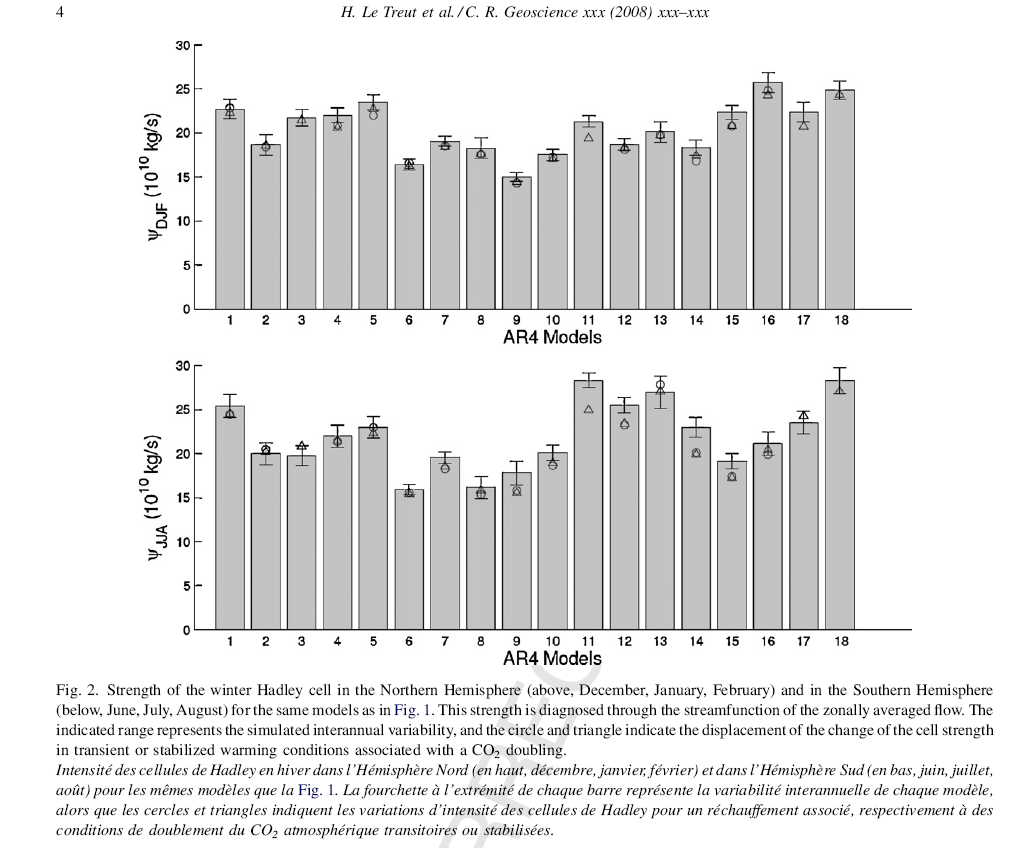 4
H. Le Treut et al. / C. R. Geoscience xxx (2008) xxx–xxx
30
25
20
15
10
5
0
ψDJF (10^10 kg/s)
1 2 3 4 5 6 7 8 9 10 11 12 13 14 15 16 17 18
AR4 Models
30
25
20
15
10
5
0
ψJJA (10^10 kg/s)
1 2 3 4 5 6 7 8 9 10 11 12 13 14 15 16 17 18
AR4 Models
Fig. 2. Strength of the winter Hadley cell in the Northern Hemisphere (above, December, January, February) and in the Southern Hemisphere
(below, June, July, August) for the same models as in Fig. 1. This strength is diagnosed through the streamfunction of the zonally averaged flow. The
indicated range represents the simulated interannual variability, and the circle and triangle indicate the displacement of the change of the cell strength
in transient or stabilized warming conditions associated with a CO2 doubling.
Intensité des cellules de Hadley en hiver dans l'Hémisphère Nord (en haut, décembre, janvier, février) et dans l'Hémisphère Sud (en bas, juin, juillet,
août) pour les mêmes modèles que la Fig. 1. La fourchette à l'extrémité de chaque barre représente la variabilité interannuelle de chaque modèle,
alors que les cercles et triangles indiquent les variations d'intensité des cellules de Hadley pour un réchauffement associé, respectivement à des
conditions de doublement du CO2 atmosphérique transitoires ou stabilisées.